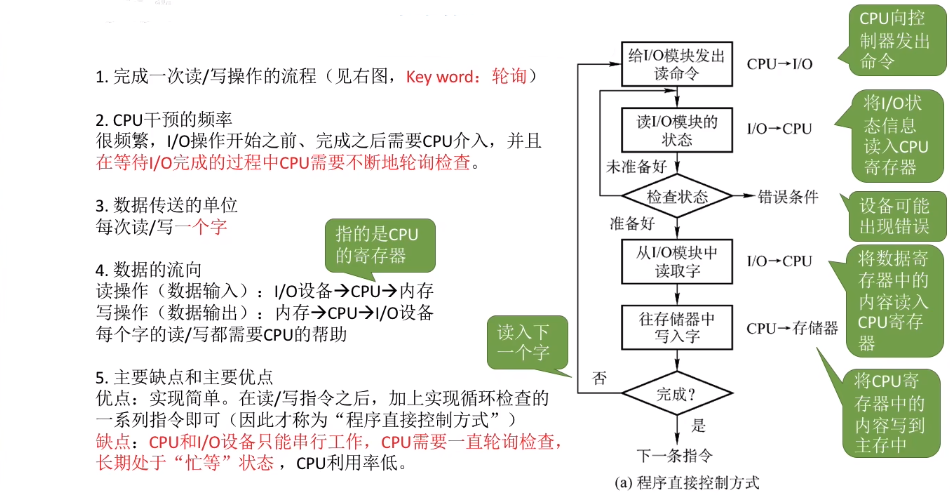 1. 完成一次读/写操作的流程（见右图，Key word：轮询）
2. CPU干预的频率
很频繁，I/O操作开始之前、完成之后需要CPU介入，并且
在等待I/O完成的过程中CPU需要不断地轮询检查。
3. 数据传送的单位
每次读/写一个字
指的是CPU
的寄存器
4. 数据的流向
读操作（数据输入）：I/O设备→CPU→内存
写操作（数据输出）：内存→CPU→I/O设备
每个字的读/写都需要CPU的帮助
5. 主要缺点和主要优点
优点：实现简单。在读/写指令之后，加上实现循环检查的
一系列指令即可（因此才称为“程序直接控制方式”）
缺点：CPU和I/O设备只能串行工作，CPU需要一直轮询检查，
长期处于“忙等”状态，CPU利用率低。
给I/O模块发出
读命令
CPU→I/O
CPU向控
制器发出
命令
读I/O模块的
状态
I/O→CPU
将I/O状
态信息
读入CPU
寄存器
未准备好
检查状态
错误条件
设备可能
出现错误
准备好
从I/O模块中
读取字
I/O→CPU
将数据寄
存器中的
内容读入
CPU寄存
器
往存储器中
写入字
CPU→存储器
将CPU寄
存器中的
内容写到
主存中
读入下
一个字
否
完成？
是
下一条指令
(a) 程序直接控制方式